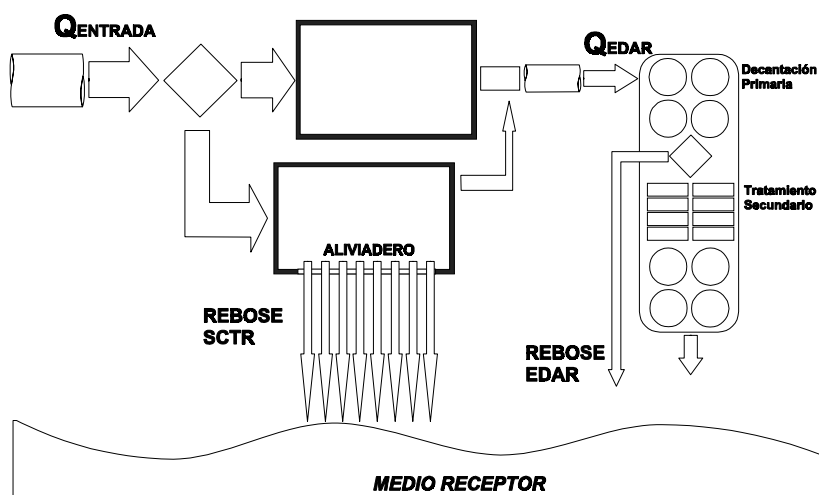 QENTRADA
QEDAR
Decantación
Primaria
Tratamiento
Secundario
ALIVIADERO
REBOSE
SCTR
REBOSE
EDAR
MEDIO RECEPTOR